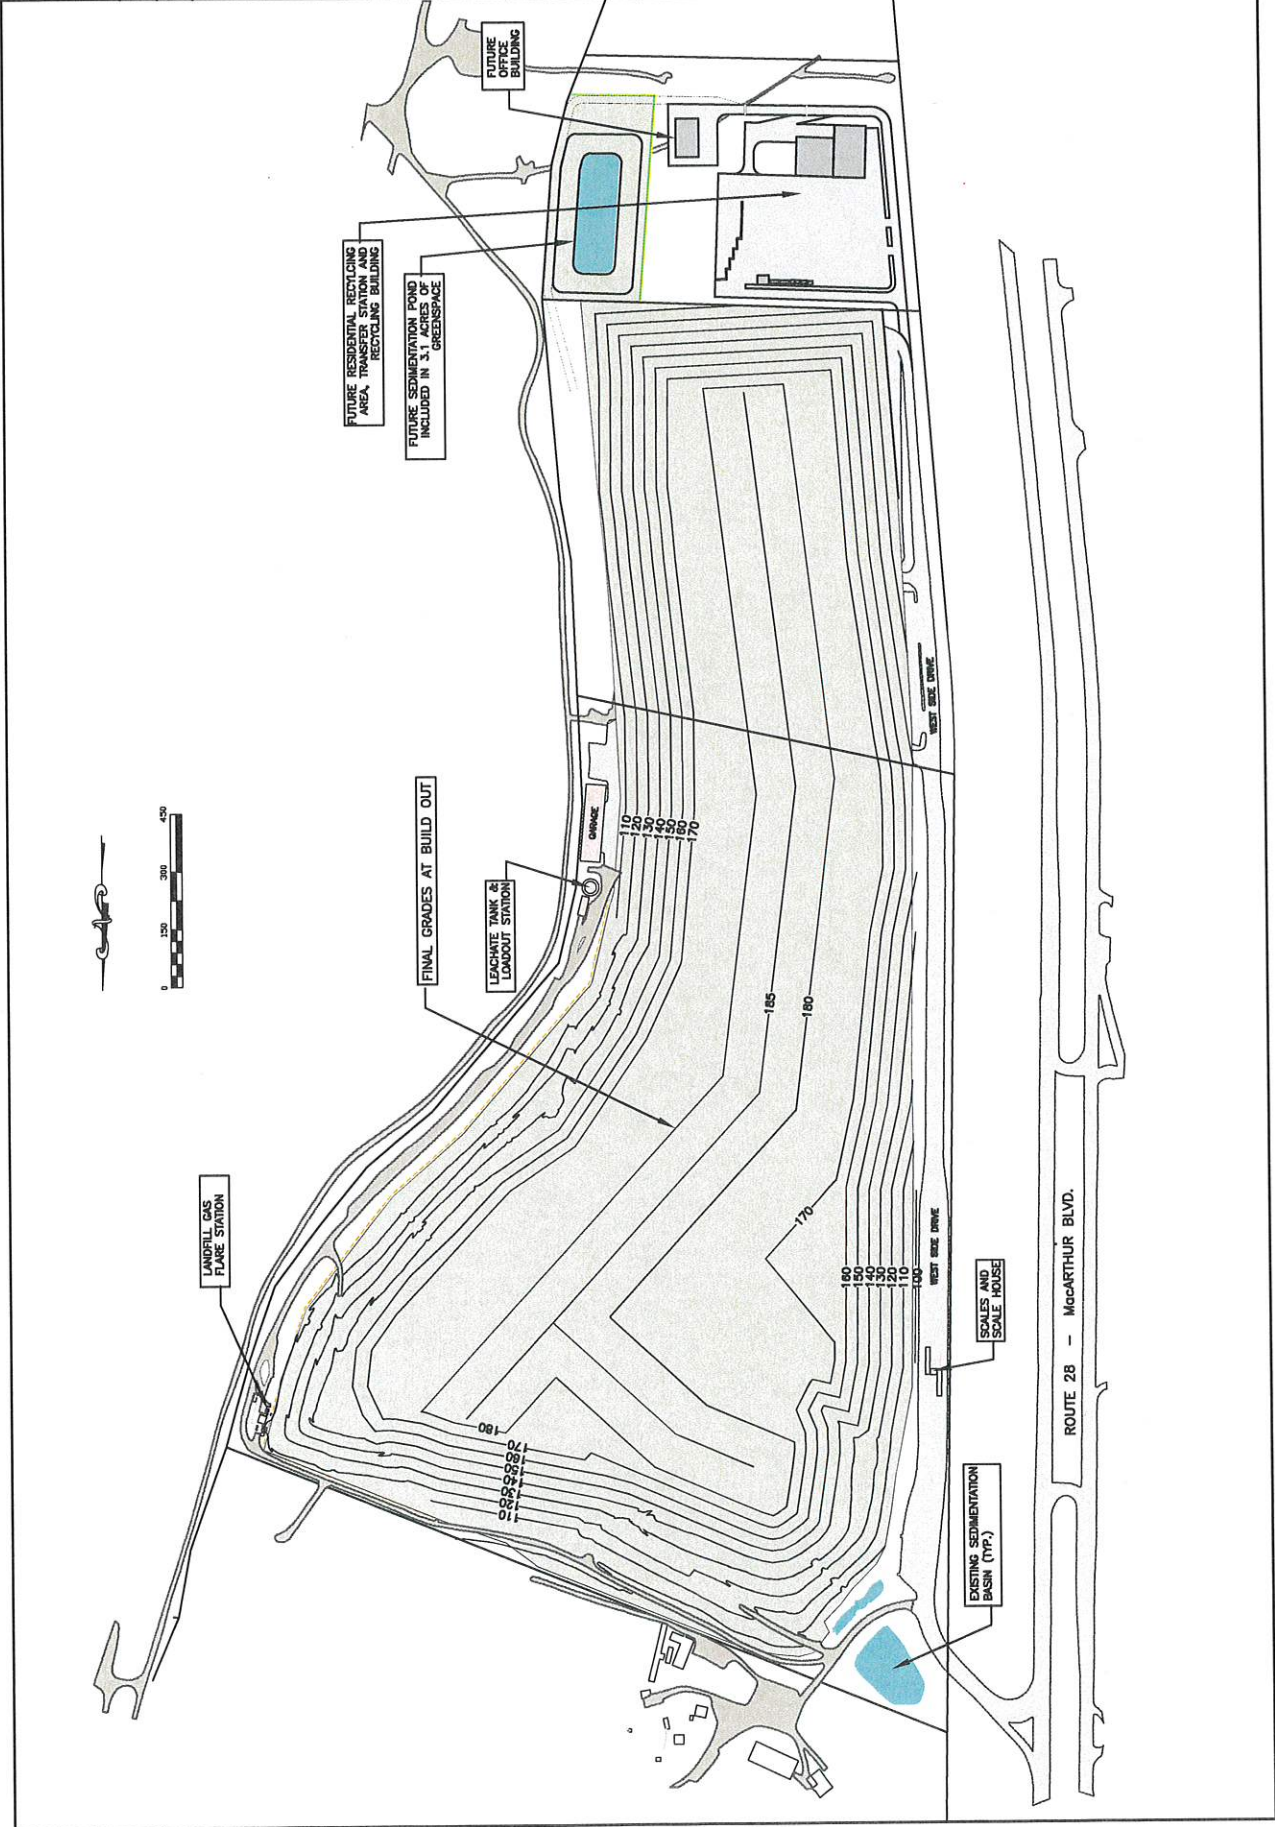 FUTURE
OFFICE
BUILDING
FUTURE RESIDENTIAL RECYLCING
AREA, TRANSFER STATION AND
RECYCLING BUILDING
FUTURE SEDIMENTATION POND
INCLUDED IN 3.1 ACRES OF
GREENSPACE
0
150
300
450
FINAL GRADES AT BUILD OUT
LEACHATE TANK &
LOADOUT STATION
GARAGE
LANDFILL GAS
FLARE STATION
110
120
130
140
150
160
170
185
180
170
180
170
160
150
140
130
120
110
160
150
140
130
120
110
100
WEST SIDE DRIVE
WEST SIDE DRIVE
SCALES AND
SCALE HOUSE
EXISTING SEDIMENTATION
BASIN (TYP.)
ROUTE 28 - MacARTHUR BLVD.